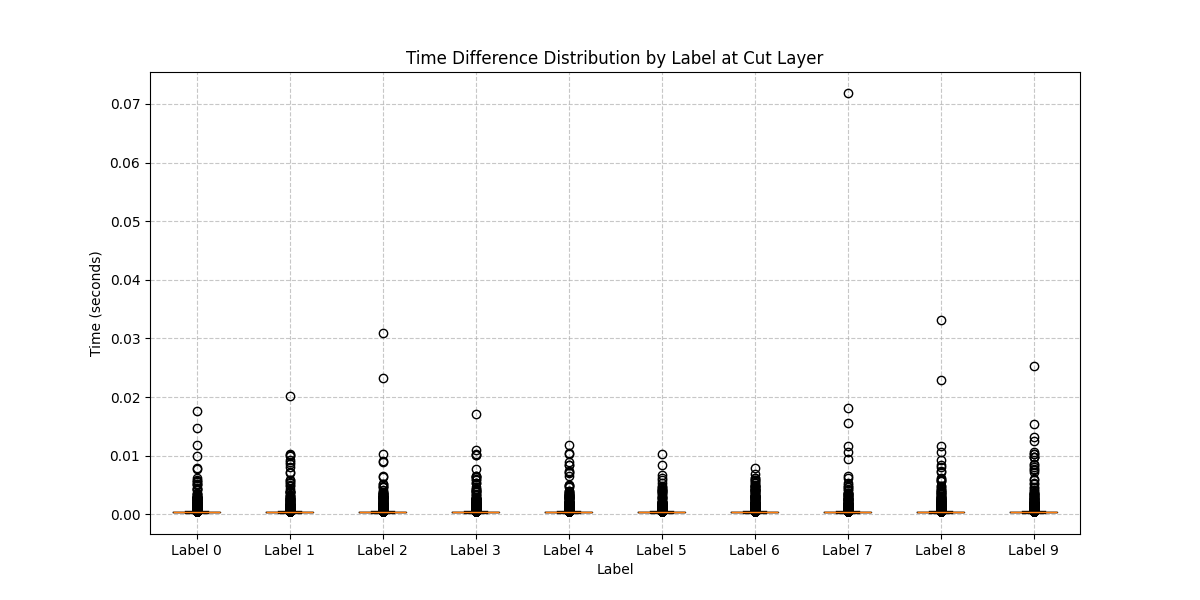 Time Difference Distribution by Label at Cut Layer
Time (seconds)
0.07
0.06
0.05
0.04
0.03
0.02
0.01
0.00
Label 0 Label 1 Label 2 Label 3 Label 4 Label 5 Label 6 Label 7 Label 8 Label 9
Label